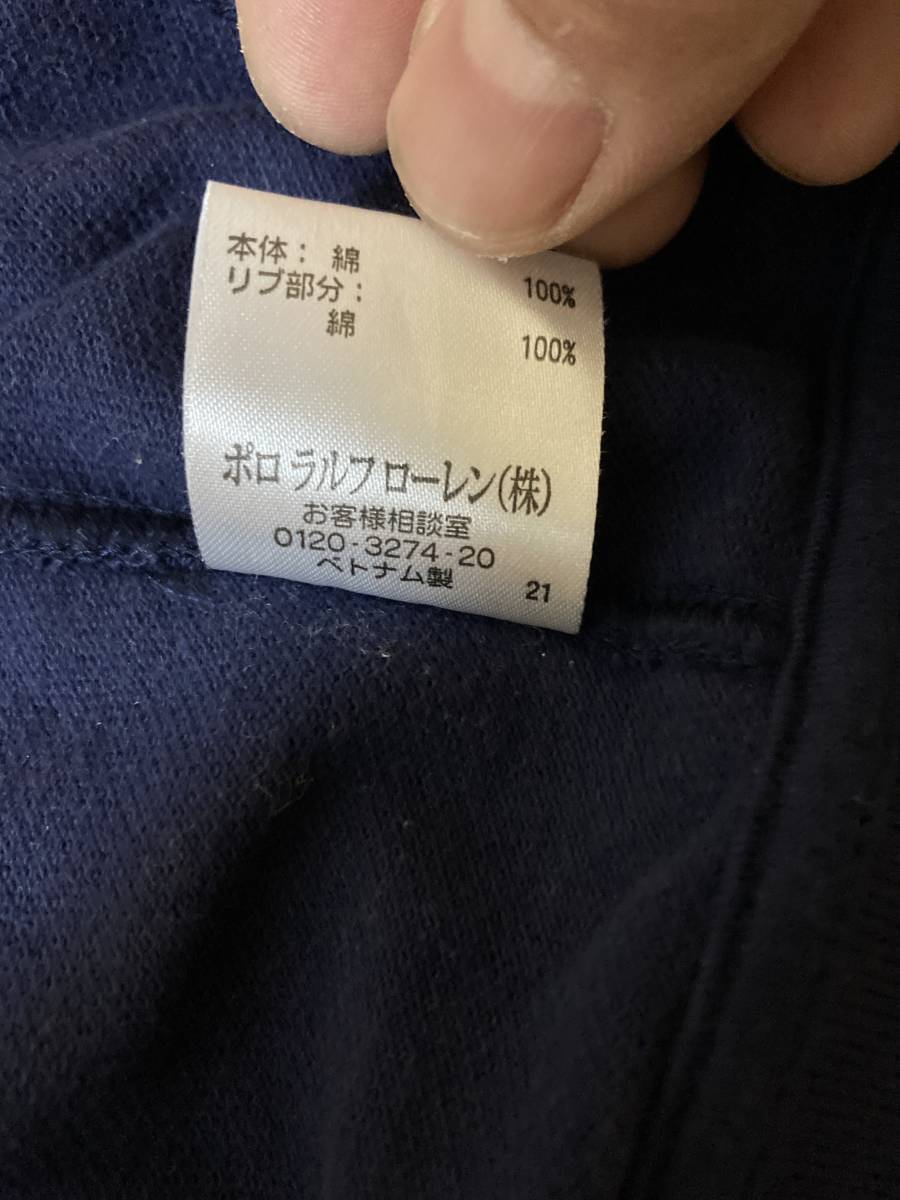 本体： 綿 100%
リブ部分：
綿 100%
ポロ ラルフ ローレン(株)
お客様相談室
0120-3274-20
ベトナム製 21